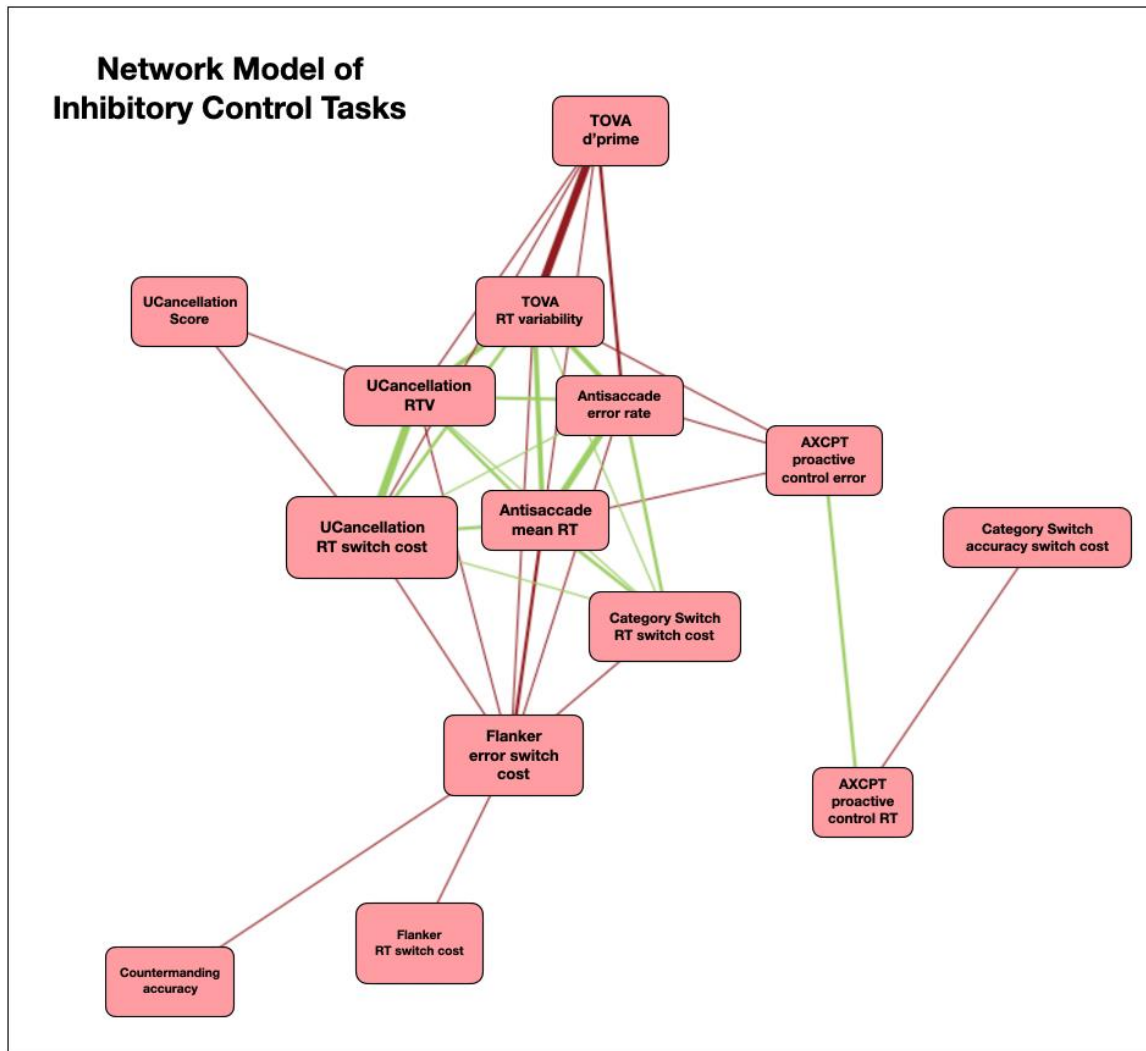 Network Model of
Inhibitory Control Tasks
TOVA
d'prime
UCancellation
Score
TOVA
RT variability
UCancellation
RTV
Antisaccade
error rate
AXCPT
proactive
control error
UCancellation
RT switch cost
Antisaccade
mean RT
Category Switch
accuracy switch cost
Category Switch
RT switch cost
Flanker
error switch
cost
AXCPT
proactive
control RT
Flanker
RT switch cost
Countermanding
accuracy